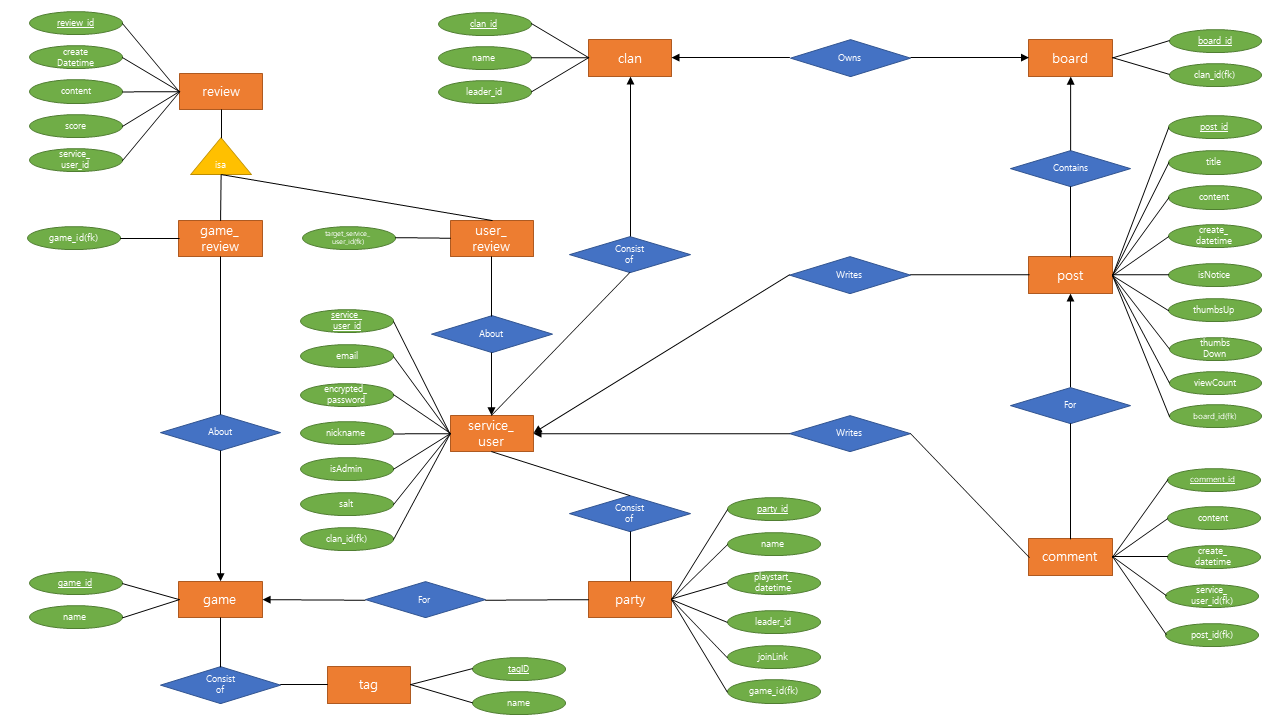 review_id
create
Datetime
content
score
service_
user_id
review
isa
game_id(fk)
game_
review
target_service_
user_id(fk)
user_
review
clan_id
name
leader_id
clan
Owns
board
board_id
clan_id(fk)
Contains
post_id
title
content
create_
datetime
isNotice
thumbsUp
thumbs
Down
viewCount
board_id(fk)
post
Consist
of
Writes
About
service_
user_id
email
encrypted_
password
nickname
isAdmin
salt
clan_id(fk)
service_
user
About
Writes
For
comment_id
content
create_
datetime
service_
user_id(fk)
post_id(fk)
comment
Consist
of
party_id
name
playstart_
datetime
leader_id
joinLink
game_id(fk)
party
For
game_id
name
game
Consist
of
tag
tagID
name